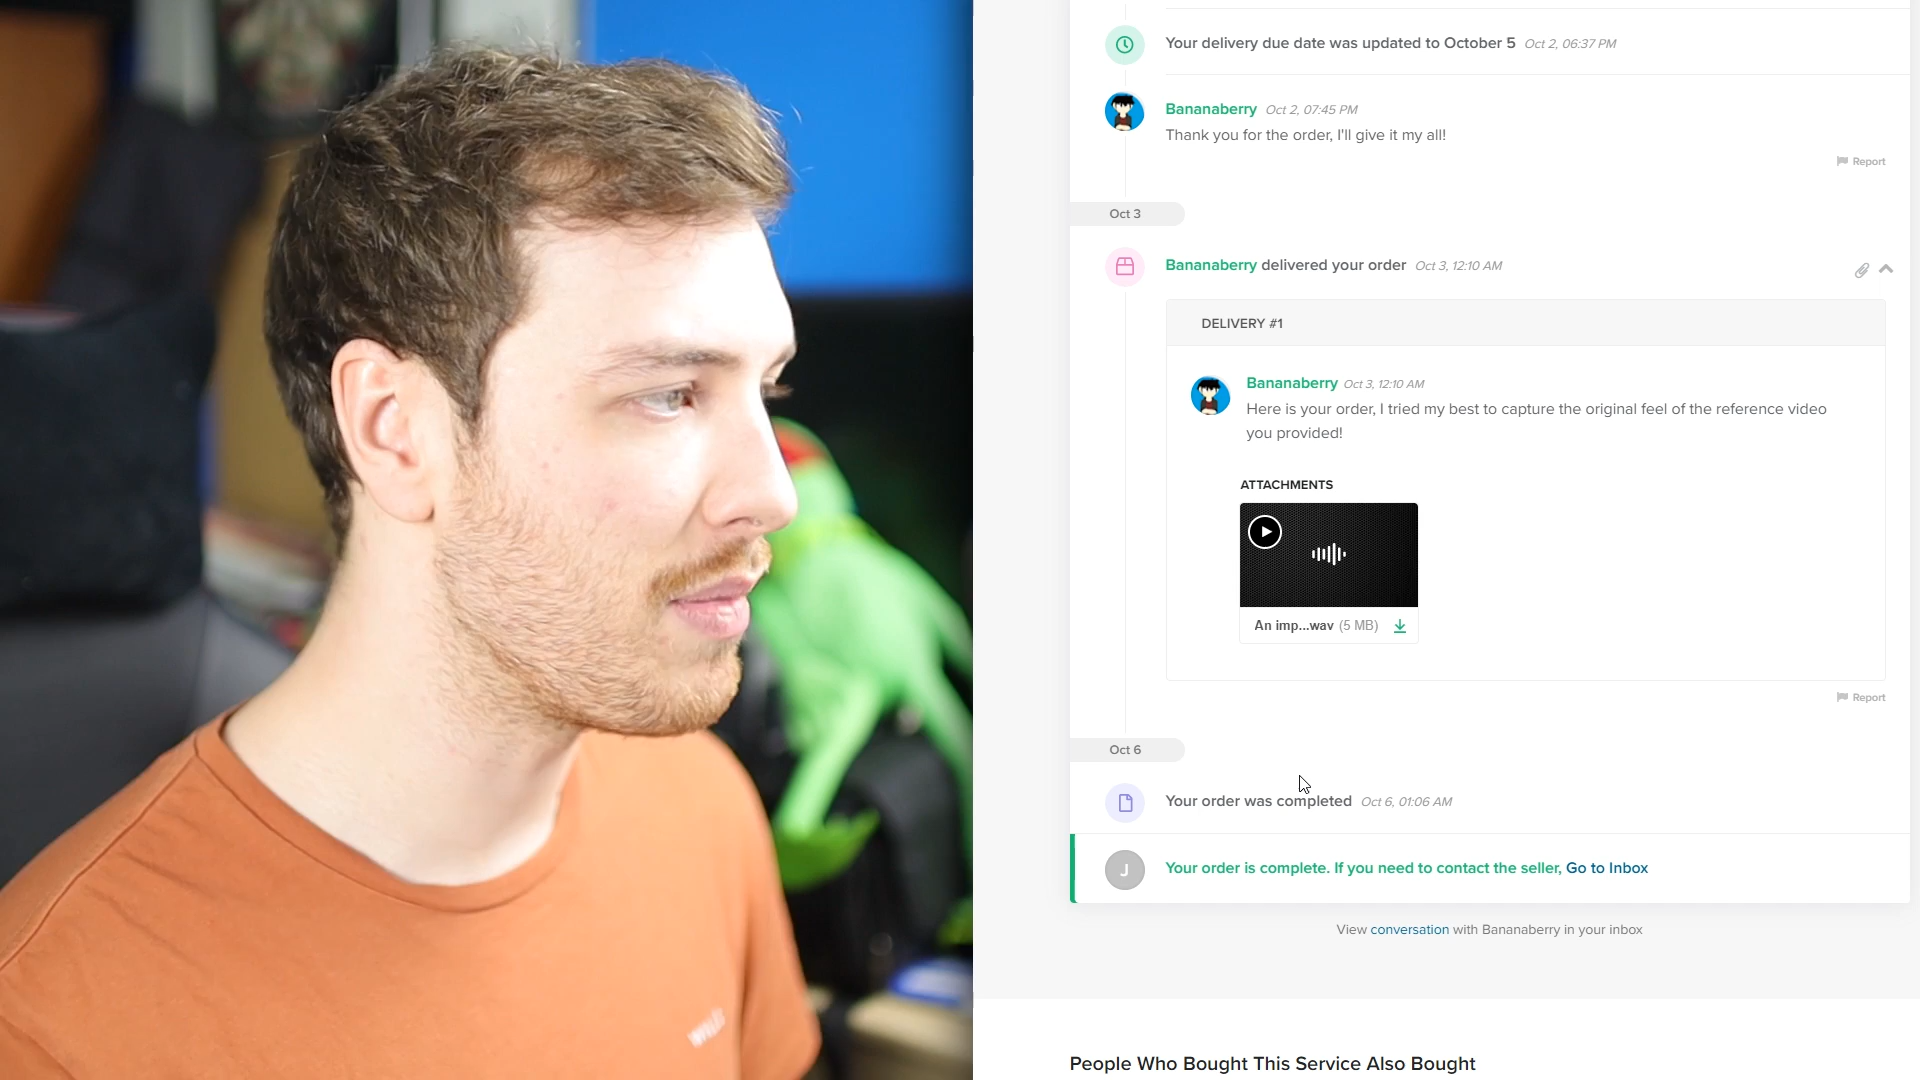 Your delivery due date was updated to October 5 Oct 2, 06:37 PM
Bananaberry Oct 2, 07:45 PM
Thank you for the order, I'll give it my all!
Report
Oct 3
Bananaberry delivered your order Oct 3, 12:10 AM
DELIVERY #1
Bananaberry Oct 3, 12:10 AM
Here is your order, I tried my best to capture the original feel of the reference video
you provided!
ATTACHMENTS
An imp...wav (5 MB)
Report
Oct 6
Your order was completed Oct 6, 01:06 AM
J
Your order is complete. If you need to contact the seller, Go to Inbox
View conversation with Bananaberry in your inbox
People Who Bought This Service Also Bought